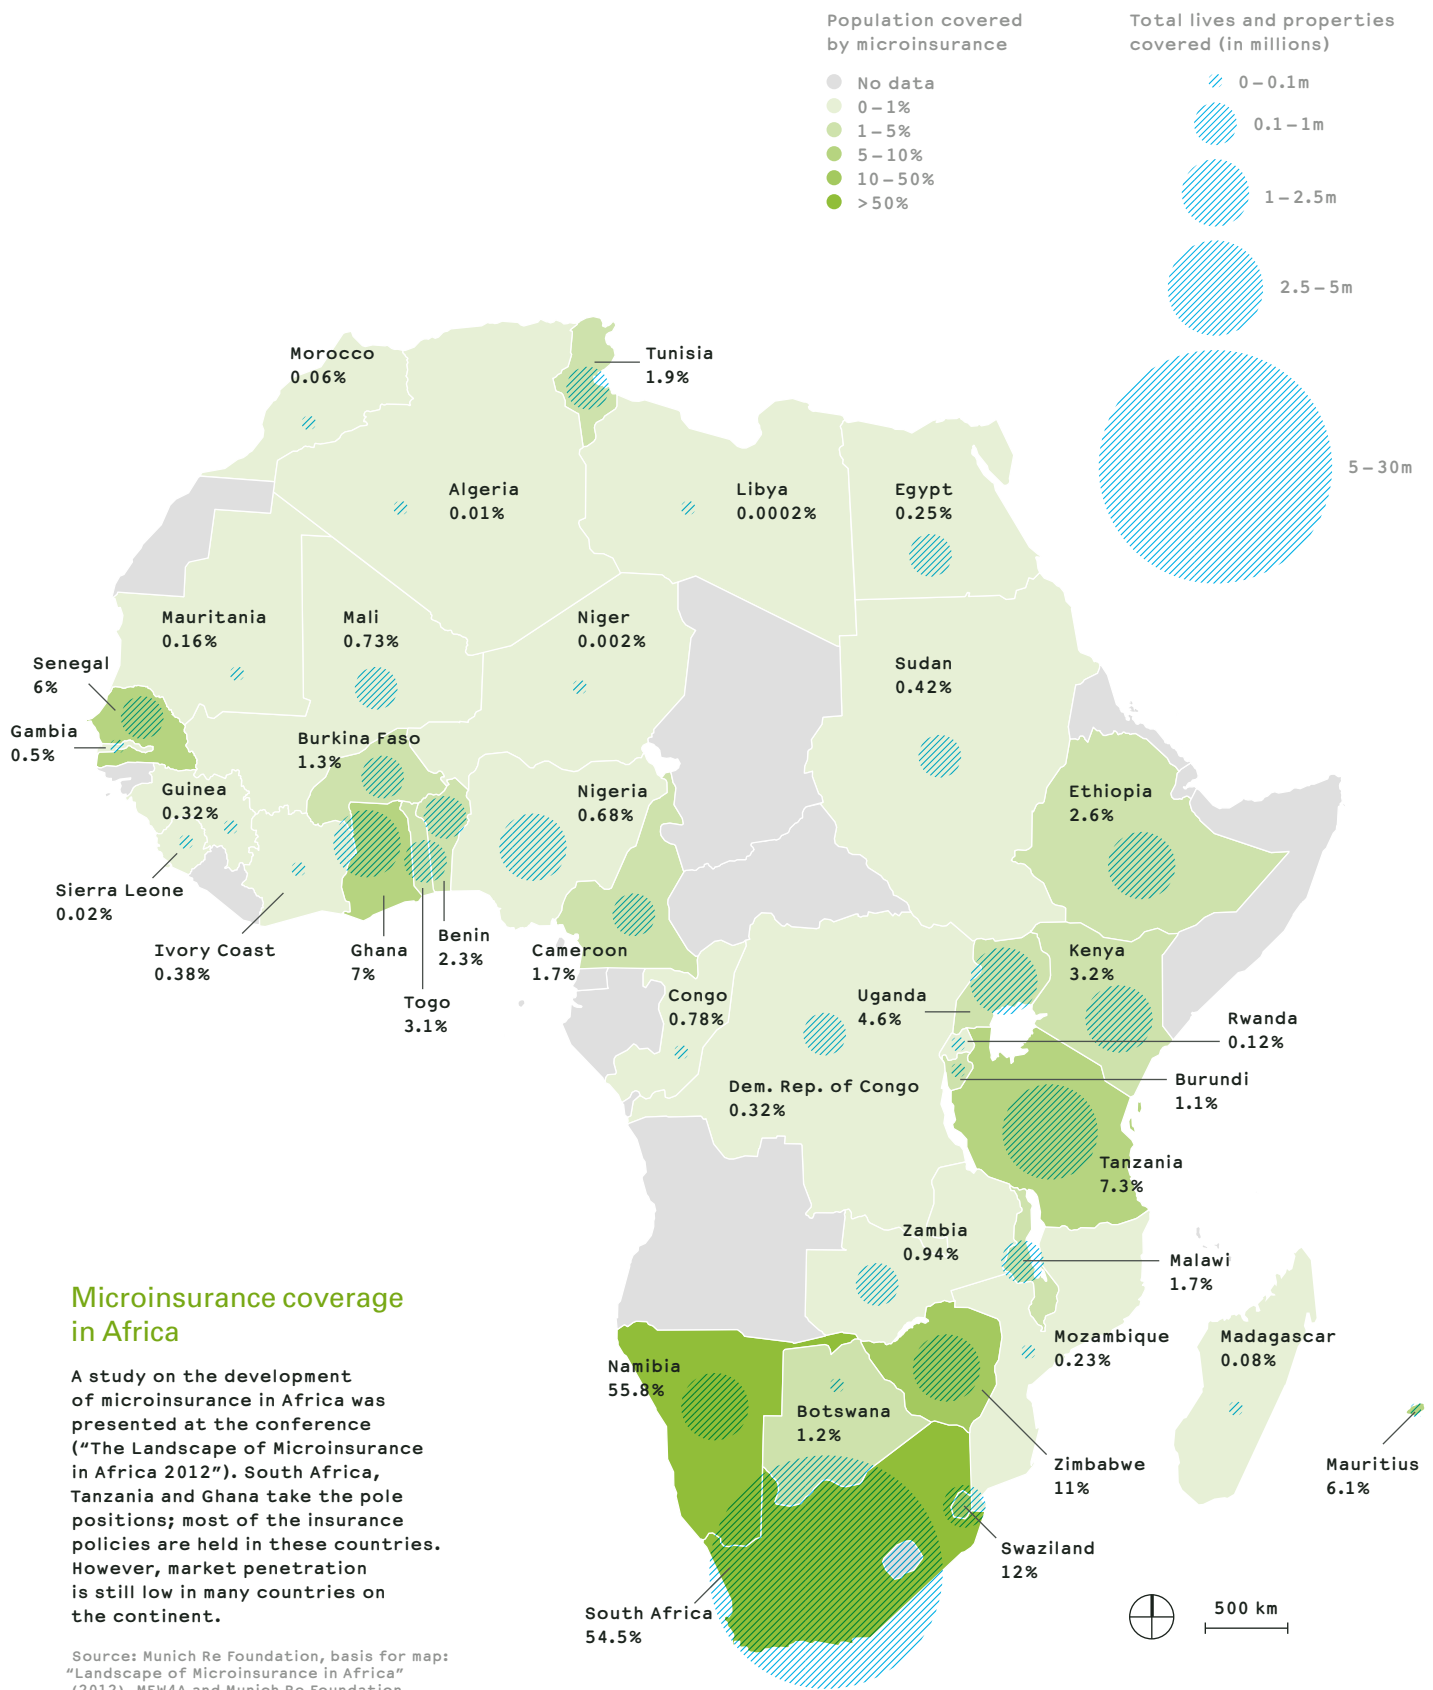 Population covered
by microinsurance
No data
0–1%
1–5%
5–10%
10–50%
>50%
Total lives and properties
covered (in millions)
0–0.1m
0.1–1m
1–2.5m
2.5–5m
5–30m
Morocco
0.06%
Tunisia
1.9%
Algeria
0.01%
Libya
0.0002%
Egypt
0.25%
Mauritania
0.16%
Mali
0.73%
Niger
0.002%
Senegal
6%
Sudan
0.42%
Gambia
0.5%
Burkina Faso
1.3%
Guinea
0.32%
Nigeria
0.68%
Ethiopia
2.6%
Sierra Leone
0.02%
Ivory Coast
0.38%
Ghana
7%
Benin
2.3%
Togo
3.1%
Cameroon
1.7%
Kenya
3.2%
Congo
0.78%
Uganda
4.6%
Rwanda
0.12%
Dem. Rep. of Congo
0.32%
Burundi
1.1%
Tanzania
7.3%
Zambia
0.94%
Malawi
1.7%
Mozambique
0.23%
Madagascar
0.08%
Namibia
55.8%
Botswana
1.2%
Zimbabwe
11%
Mauritius
6.1%
Swaziland
12%
South Africa
54.5%
500 km
Microinsurance coverage
in Africa
A study on the development
of microinsurance in Africa was
presented at the conference
(“The Landscape of Microinsurance
in Africa 2012”). South Africa,
Tanzania and Ghana take the pole
positions; most of the insurance
policies are held in these countries.
However, market penetration
is still low in many countries on
the continent.
Source: Munich Re Foundation, basis for map:
“Landscape of Microinsurance in Africa”
(2012), MFW4A and Munich Re Foundation